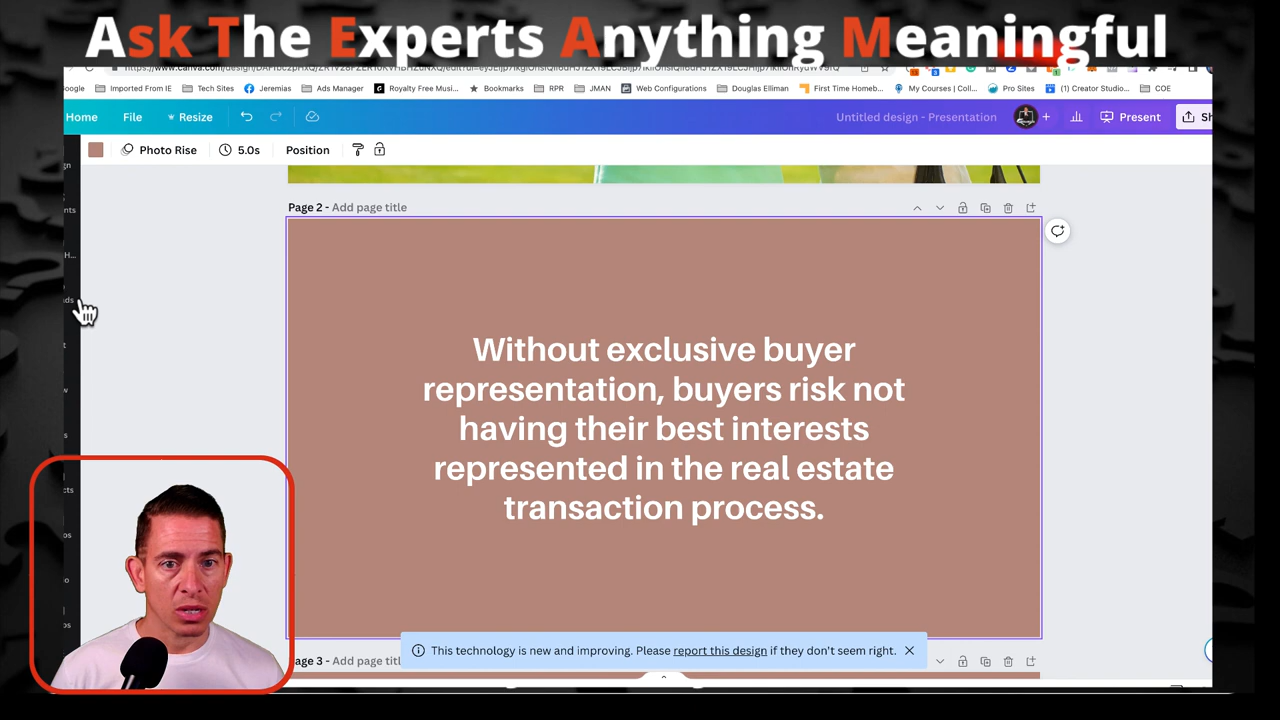 Ask The Experts Anything Meaningful
oogle Imported From IE Tech Sites Jeremias Ads Manager Royalty Free Musi... Bookmarks RPR JMAN Web Configurations Douglas Elliman First Time Homeb... My Courses | Coll... Pro Sites (1) Creator Studio... COE
Home File Resize Untitled design - Presentation + Present Sh
Photo Rise 5.0s Position
Page 2 - Add page title
Without exclusive buyer
representation, buyers risk not
having their best interests
represented in the real estate
transaction process.
This technology is new and improving. Please report this design if they don't seem right.
Page 3 - Add page titl